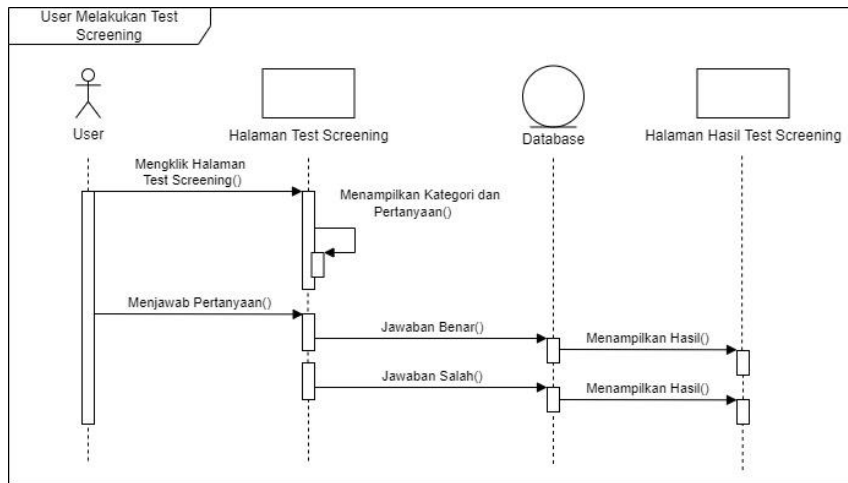 User Melakukan Test
Screening
User
Halaman Test Screening
Database
Halaman Hasil Test Screening
Mengklik Halaman
Test Screening()
Menampilkan Kategori dan
Pertanyaan()
Menjawab Pertanyaan()
Jawaban Benar()
Menampilkan Hasil()
Jawaban Salah()
Menampilkan Hasil()